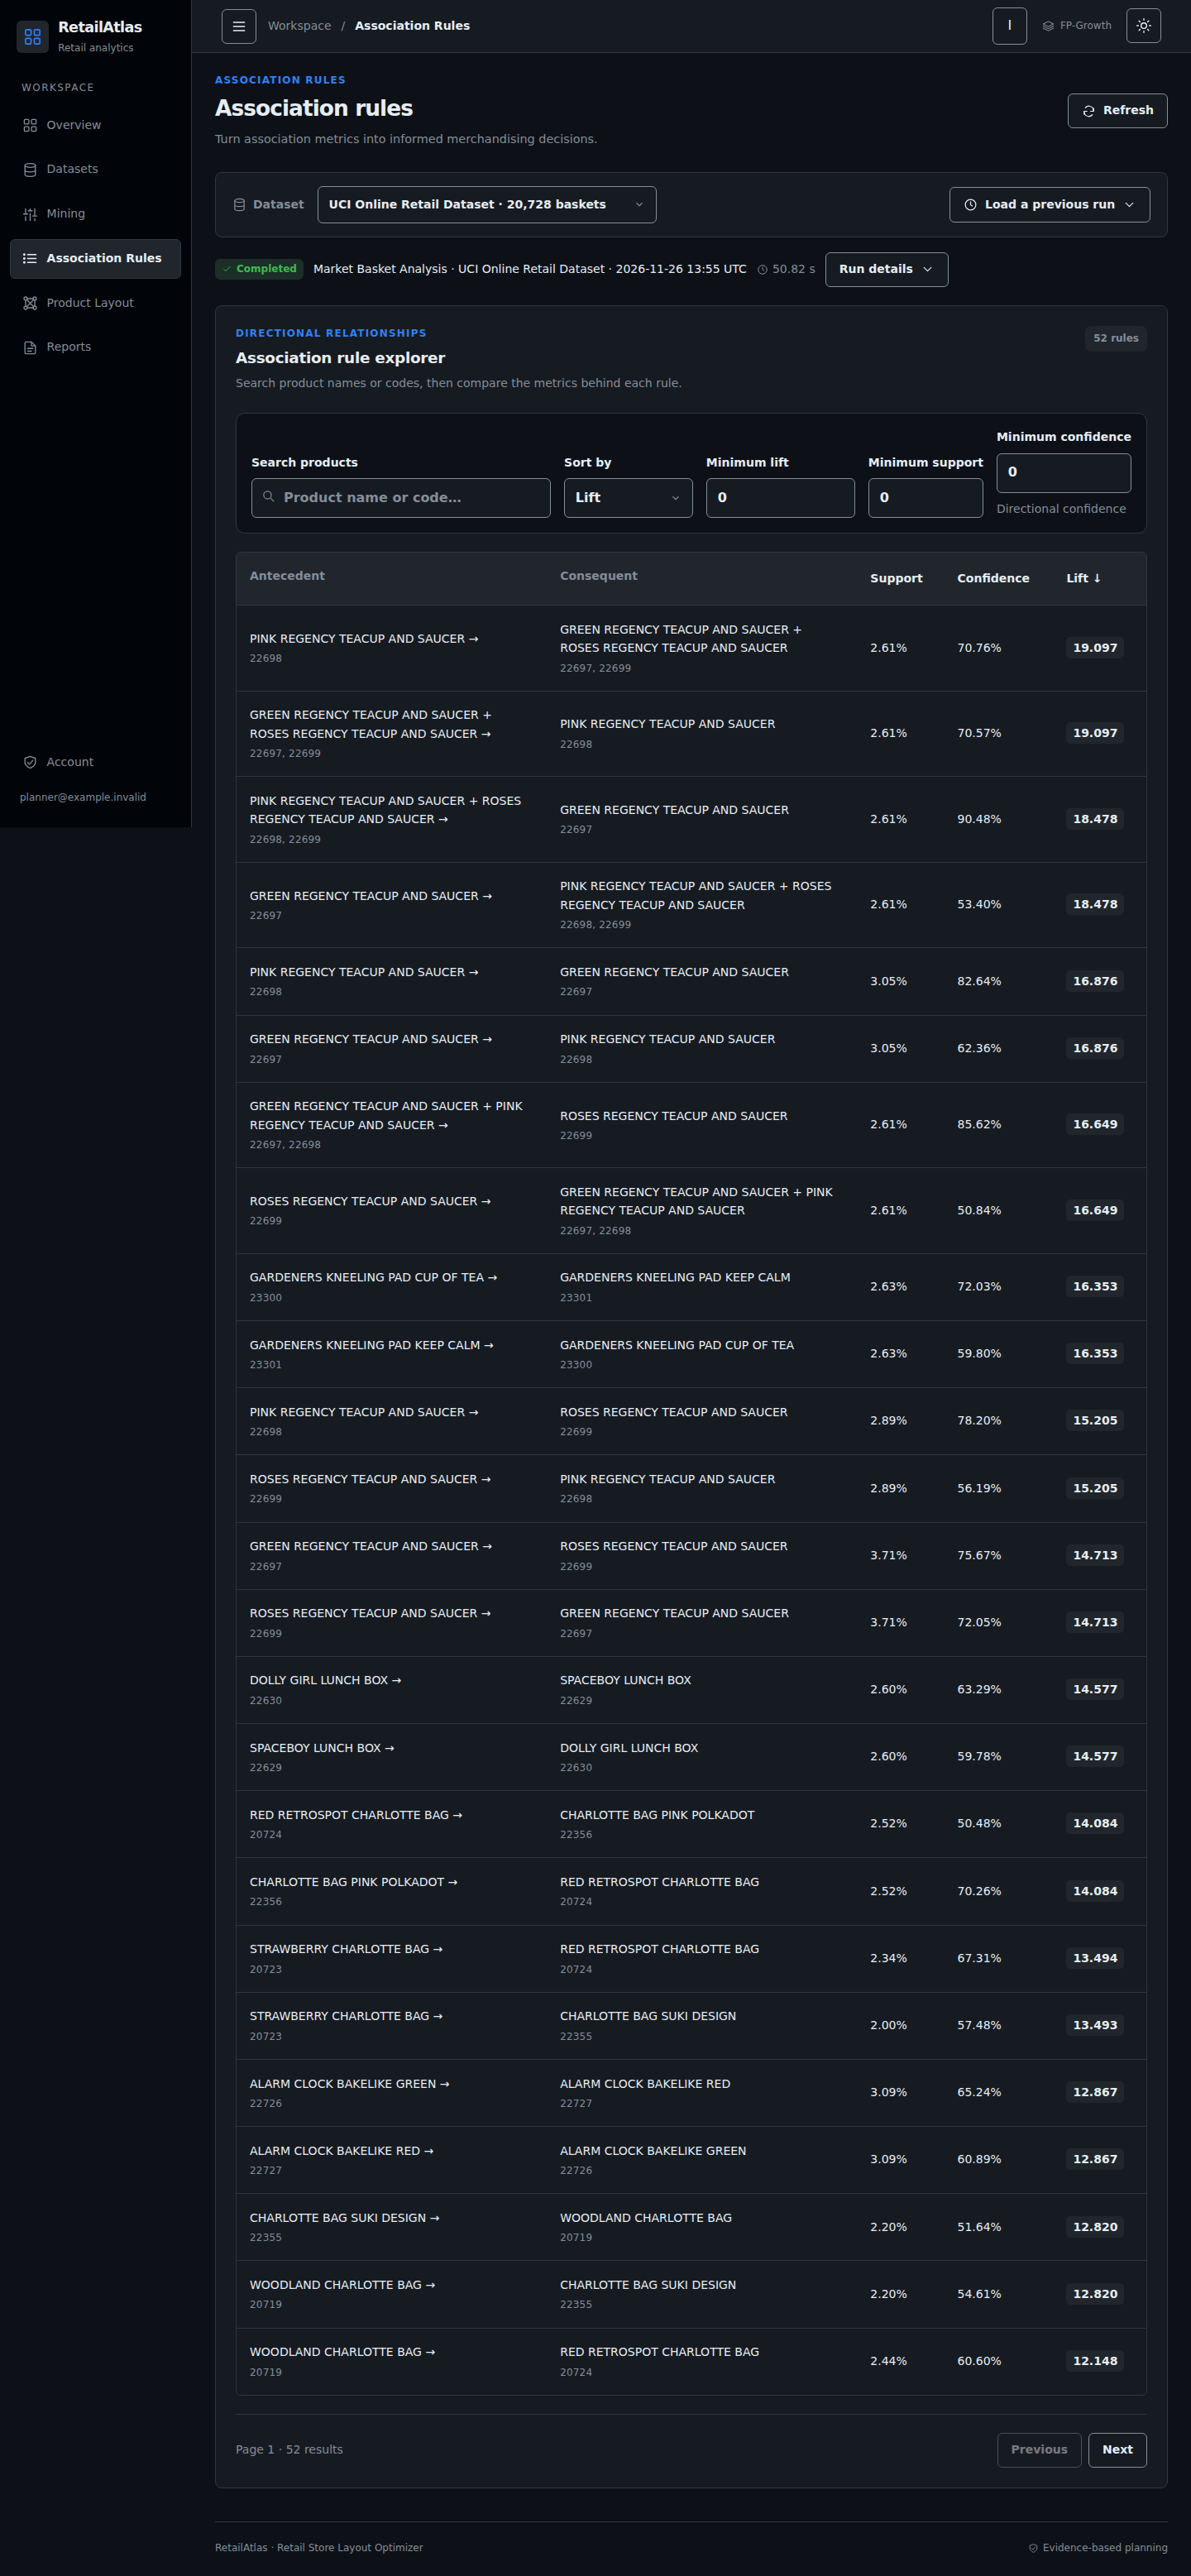 RetailAtlas
Retail analytics
WORKSPACE
Overview
Datasets
Mining
Association Rules
Product Layout
Reports
Account
planner@example.invalid
Workspace / Association Rules
I
FP-Growth
ASSOCIATION RULES
Association rules
Turn association metrics into informed merchandising decisions.
Refresh
Dataset
UCI Online Retail Dataset · 20,728 baskets
Load a previous run
Completed
Market Basket Analysis · UCI Online Retail Dataset · 2026-11-26 13:55 UTC
50.82 s
Run details
DIRECTIONAL RELATIONSHIPS
Association rule explorer
Search product names or codes, then compare the metrics behind each rule.
52 rules
Search products
Product name or code…
Sort by
Lift
Minimum lift
0
Minimum support
0
Minimum confidence
0
Directional confidence
Antecedent Consequent Support Confidence Lift ↓
PINK REGENCY TEACUP AND SAUCER →
22698
GREEN REGENCY TEACUP AND SAUCER +
ROSES REGENCY TEACUP AND SAUCER
22697, 22699
2.61% 70.76% 19.097
GREEN REGENCY TEACUP AND SAUCER +
ROSES REGENCY TEACUP AND SAUCER →
22697, 22699
PINK REGENCY TEACUP AND SAUCER
22698
2.61% 70.57% 19.097
PINK REGENCY TEACUP AND SAUCER + ROSES
REGENCY TEACUP AND SAUCER →
22698, 22699
GREEN REGENCY TEACUP AND SAUCER
22697
2.61% 90.48% 18.478
GREEN REGENCY TEACUP AND SAUCER →
22697
PINK REGENCY TEACUP AND SAUCER + ROSES
REGENCY TEACUP AND SAUCER
22698, 22699
2.61% 53.40% 18.478
PINK REGENCY TEACUP AND SAUCER →
22698
GREEN REGENCY TEACUP AND SAUCER
22697
3.05% 82.64% 16.876
GREEN REGENCY TEACUP AND SAUCER →
22697
PINK REGENCY TEACUP AND SAUCER
22698
3.05% 62.36% 16.876
GREEN REGENCY TEACUP AND SAUCER + PINK
REGENCY TEACUP AND SAUCER →
22697, 22698
ROSES REGENCY TEACUP AND SAUCER
22699
2.61% 85.62% 16.649
ROSES REGENCY TEACUP AND SAUCER →
22699
GREEN REGENCY TEACUP AND SAUCER + PINK
REGENCY TEACUP AND SAUCER
22697, 22698
2.61% 50.84% 16.649
GARDENERS KNEELING PAD CUP OF TEA →
23300
GARDENERS KNEELING PAD KEEP CALM
23301
2.63% 72.03% 16.353
GARDENERS KNEELING PAD KEEP CALM →
23301
GARDENERS KNEELING PAD CUP OF TEA
23300
2.63% 59.80% 16.353
PINK REGENCY TEACUP AND SAUCER →
22698
ROSES REGENCY TEACUP AND SAUCER
22699
2.89% 78.20% 15.205
ROSES REGENCY TEACUP AND SAUCER →
22699
PINK REGENCY TEACUP AND SAUCER
22698
2.89% 56.19% 15.205
GREEN REGENCY TEACUP AND SAUCER →
22697
ROSES REGENCY TEACUP AND SAUCER
22699
3.71% 75.67% 14.713
ROSES REGENCY TEACUP AND SAUCER →
22699
GREEN REGENCY TEACUP AND SAUCER
22697
3.71% 72.05% 14.713
DOLLY GIRL LUNCH BOX →
22630
SPACEBOY LUNCH BOX
22629
2.60% 63.29% 14.577
SPACEBOY LUNCH BOX →
22629
DOLLY GIRL LUNCH BOX
22630
2.60% 59.78% 14.577
RED RETROSPOT CHARLOTTE BAG →
20724
CHARLOTTE BAG PINK POLKADOT
22356
2.52% 50.48% 14.084
CHARLOTTE BAG PINK POLKADOT →
22356
RED RETROSPOT CHARLOTTE BAG
20724
2.52% 70.26% 14.084
STRAWBERRY CHARLOTTE BAG →
20723
RED RETROSPOT CHARLOTTE BAG
20724
2.34% 67.31% 13.494
STRAWBERRY CHARLOTTE BAG →
20723
CHARLOTTE BAG SUKI DESIGN
22355
2.00% 57.48% 13.493
ALARM CLOCK BAKELIKE GREEN →
22726
ALARM CLOCK BAKELIKE RED
22727
3.09% 65.24% 12.867
ALARM CLOCK BAKELIKE RED →
22727
ALARM CLOCK BAKELIKE GREEN
22726
3.09% 60.89% 12.867
CHARLOTTE BAG SUKI DESIGN →
22355
WOODLAND CHARLOTTE BAG
20719
2.20% 51.64% 12.820
WOODLAND CHARLOTTE BAG →
20719
CHARLOTTE BAG SUKI DESIGN
22355
2.20% 54.61% 12.820
WOODLAND CHARLOTTE BAG →
20719
RED RETROSPOT CHARLOTTE BAG
20724
2.44% 60.60% 12.148
Page 1 · 52 results
Previous
Next
RetailAtlas · Retail Store Layout Optimizer
Evidence-based planning